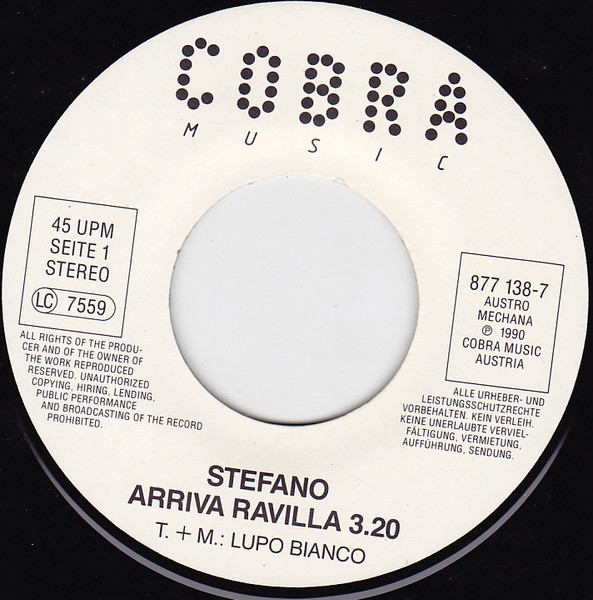 COBRA
MUSIC
45 UPM
SEITE 1
STEREO
LC 7559
ALL RIGHTS OF THE PRODU-
CER AND OF THE OWNER OF
THE WORK REPRODUCED
RESERVED. UNAUTHORIZED
COPYING, HIRING, LENDING,
PUBLIC PERFORMANCE
AND BROADCASTING OF THE RECORD
PROHIBITED.
877 138-7
AUSTRO
MECHANA
℗ 1990
COBRA MUSIC
AUSTRIA
ALLE URHEBER- UND
LEISTUNGSSCHUTZRECHTE
VORBEHALTEN. KEIN VERLEIH.
KEINE UNERLAUBTE VERVIEL-
FÄLTIGUNG, VERMIETUNG,
AUFFÜHRUNG, SENDUNG.
STEFANO
ARRIVA RAVILLA 3.20
T. + M.: LUPO BIANCO